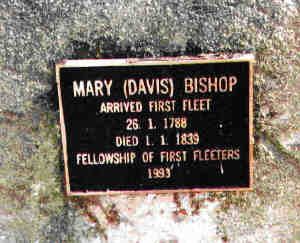 MARY (DAVIS) BISHOP
ARRIVED FIRST FLEET
26. 1. 1788
DIED 1. 1. 1839
FELLOWSHIP OF FIRST FLEETERS
1993